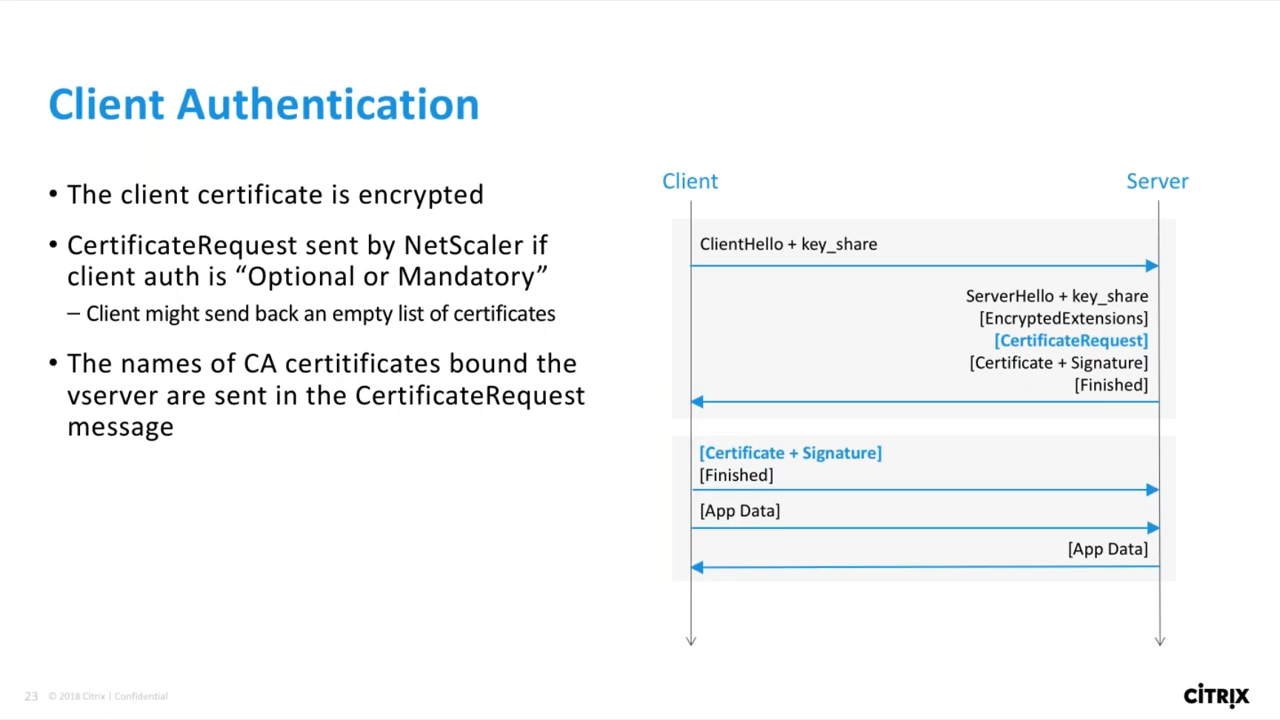 Client Authentication
• The client certificate is encrypted
• CertificateRequest sent by NetScaler if
client auth is “Optional or Mandatory”
– Client might send back an empty list of certificates
• The names of CA certitificates bound the
vserver are sent in the CertificateRequest
message
Client
Server
ClientHello + key_share
ServerHello + key_share
[EncryptedExtensions]
[CertificateRequest]
[Certificate + Signature]
[Finished]
[Certificate + Signature]
[Finished]
[App Data]
[App Data]
23 © 2018 Citrix | Confidential
CITRIX